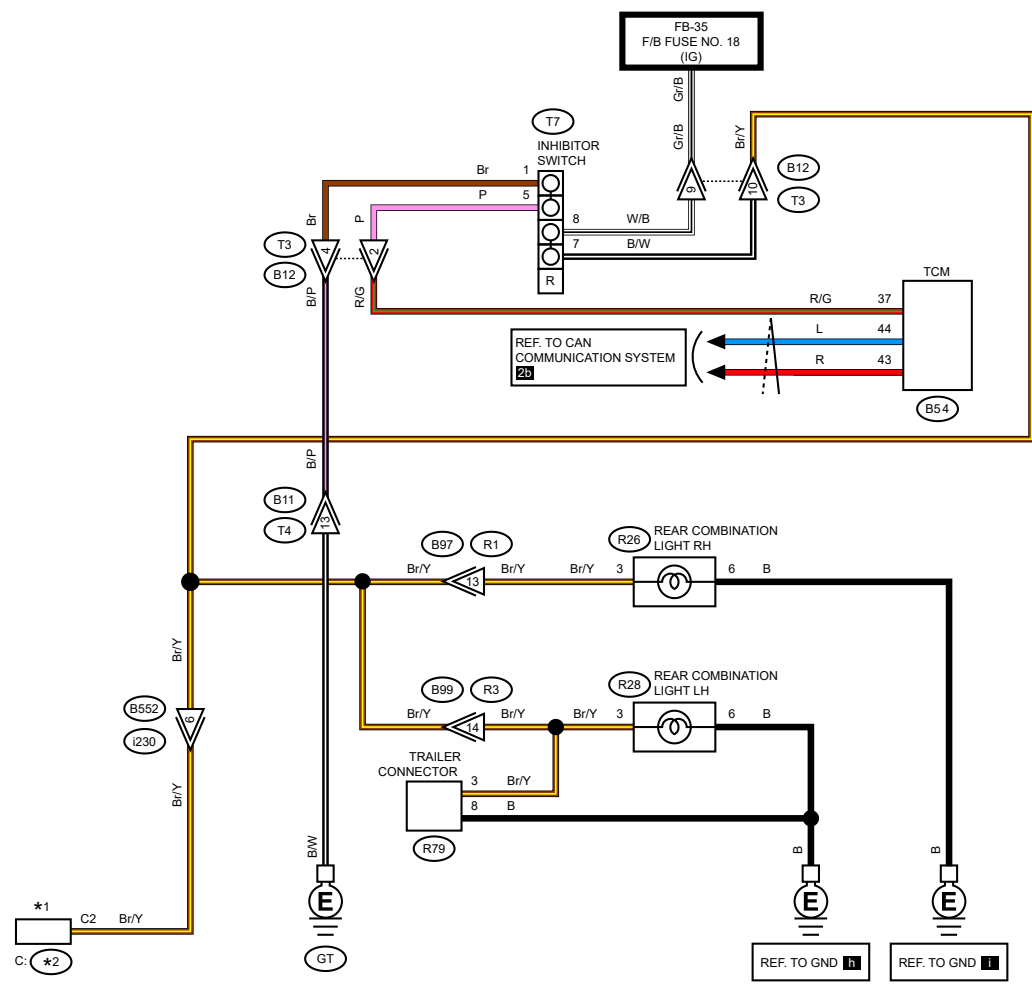 FB-35
F/B FUSE NO. 18
(IG)
Gr/B
Gr/B
Br/Y
T7
INHIBITOR
SWITCH
Br
1
P
5
8
W/B
7
B/W
R
9
10
B12
T3
Br
P
T3
B12
4
2
B/P
R/G
TCM
R/G
37
L
44
R
43
B54
REF. TO CAN
COMMUNICATION SYSTEM
2b
B/P
B11
T4
13
B97
R1
R26
REAR COMBINATION
LIGHT RH
Br/Y
13
Br/Y
Br/Y
3
6
B
Br/Y
B99
R3
R28
REAR COMBINATION
LIGHT LH
Br/Y
14
Br/Y
Br/Y
3
6
B
B552
i230
6
TRAILER
CONNECTOR
3
Br/Y
8
B
R79
Br/Y
B/W
B
B
E
E
E
*1
C2
Br/Y
C:
*2
GT
REF. TO GND h
REF. TO GND i